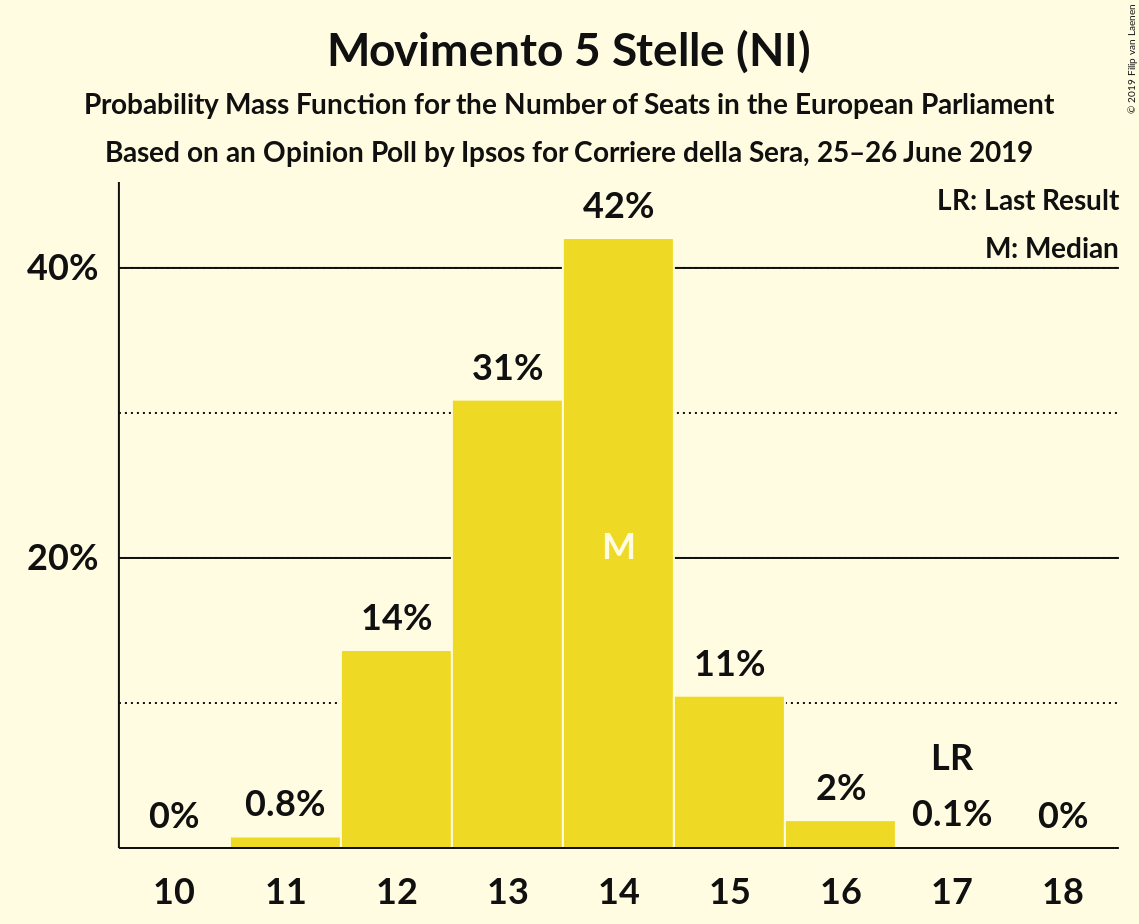 Movimento 5 Stelle (NI)
Probability Mass Function for the Number of Seats in the European Parliament
Based on an Opinion Poll by Ipsos for Corriere della Sera, 25–26 June 2019
© 2019 Filip van Laenen
LR: Last Result
M: Median
40%
20%
0%
0.8%
14%
31%
42%
M
11%
2%
LR
0.1%
0%
10 11 12 13 14 15 16 17 18